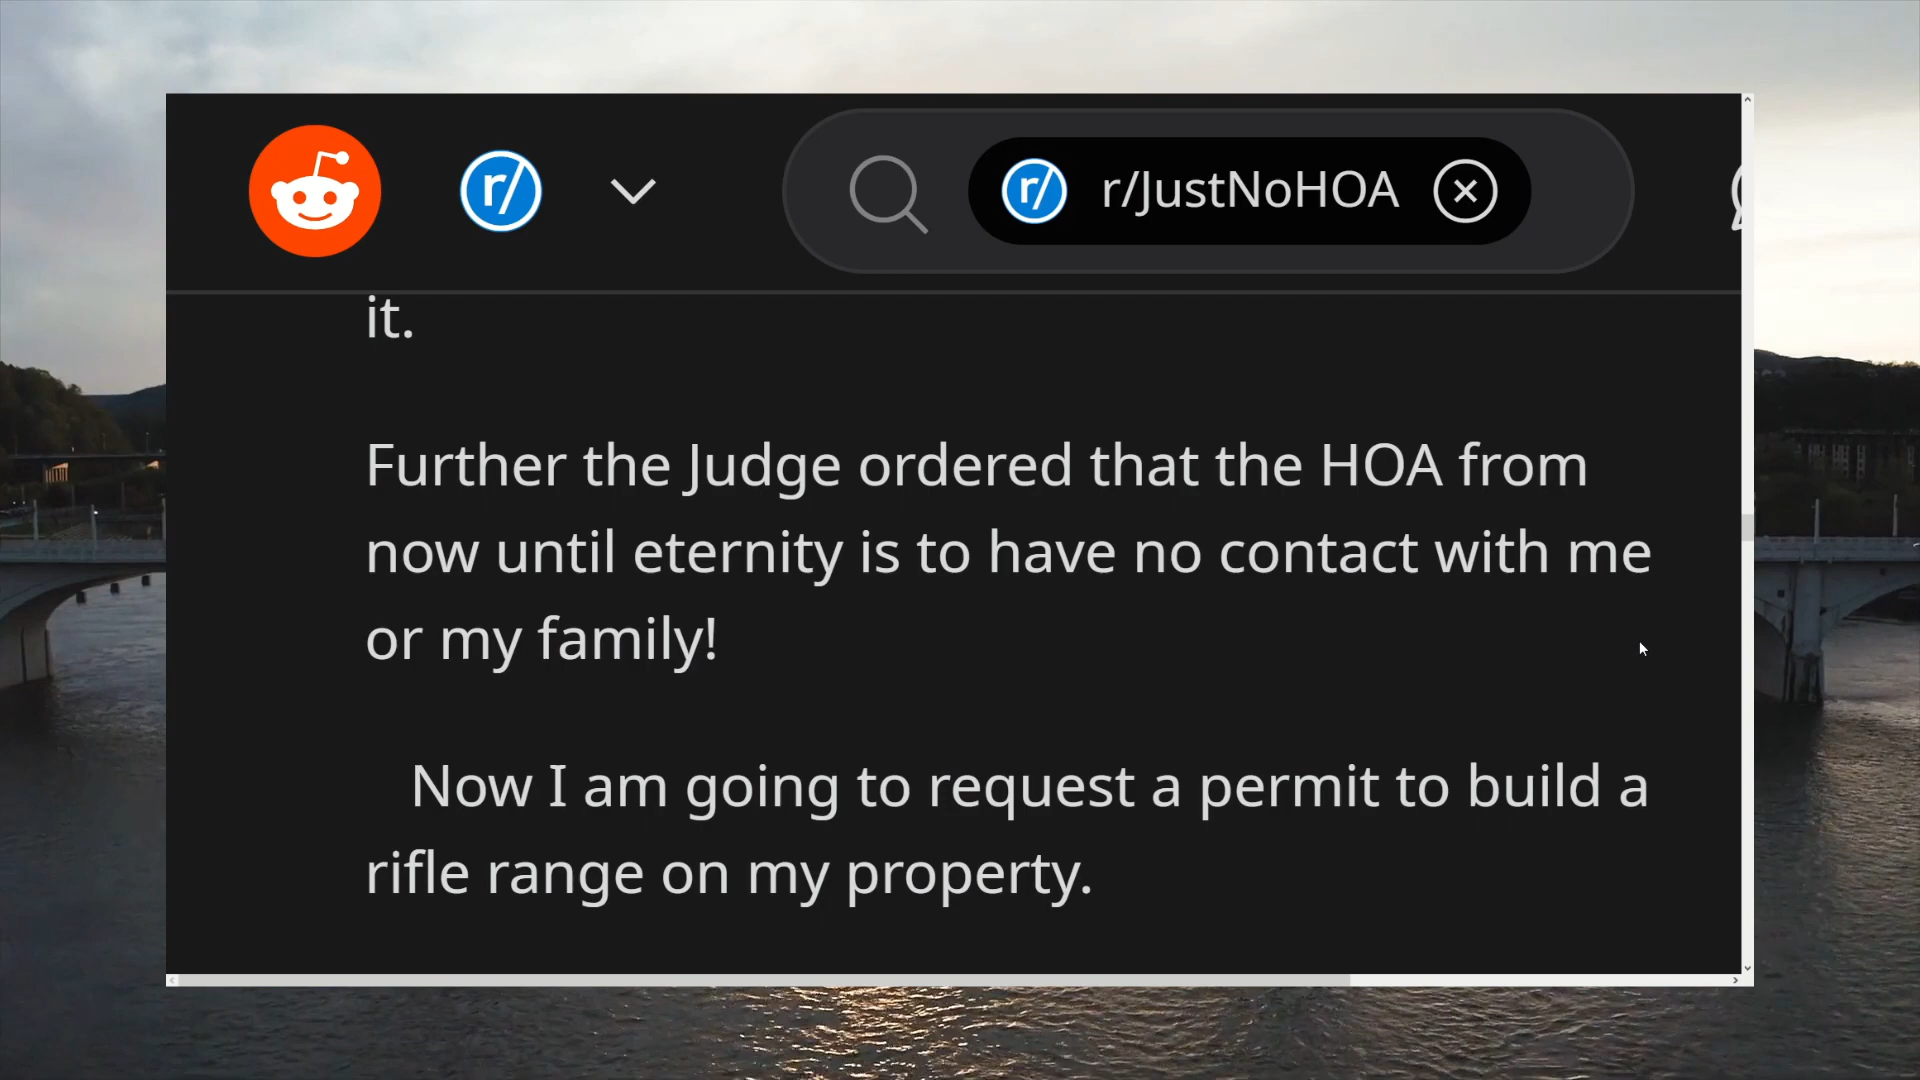 r/
r/ r/JustNoHOA
it.
Further the Judge ordered that the HOA from
now until eternity is to have no contact with me
or my family!
Now I am going to request a permit to build a
rifle range on my property.